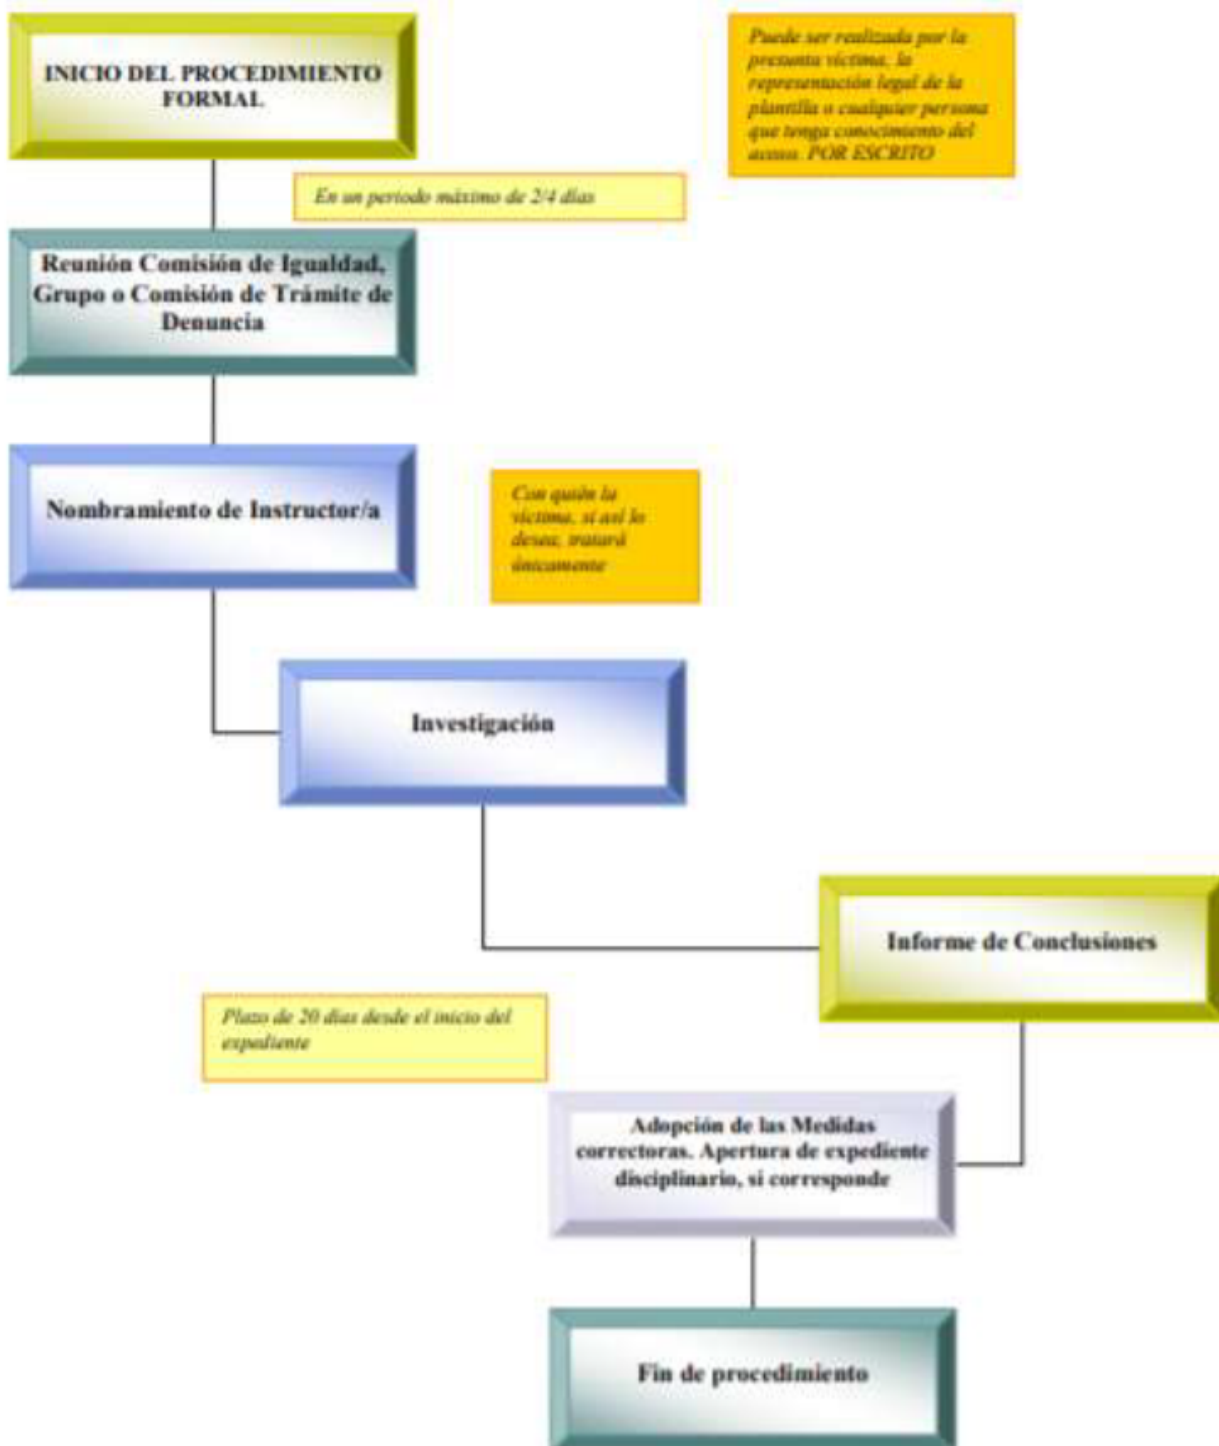 INICIO DEL PROCEDIMIENTO
FORMAL
Puede ser realizada por la
presunta víctima, la
representación legal de la
plantilla o cualquier persona
que tenga conocimiento del
acoso. POR ESCRITO
En un periodo máximo de 2/4 días
Reunión Comisión de Igualdad,
Grupo o Comisión de Trámite de
Denuncia
Nombramiento de Instructor/a
Con quién la
víctima, si así lo
desea, tratará
únicamente
Investigación
Informe de Conclusiones
Plazo de 20 días desde el inicio del
expediente
Adopción de las Medidas
correctoras. Apertura de expediente
disciplinario, si corresponde
Fin de procedimiento